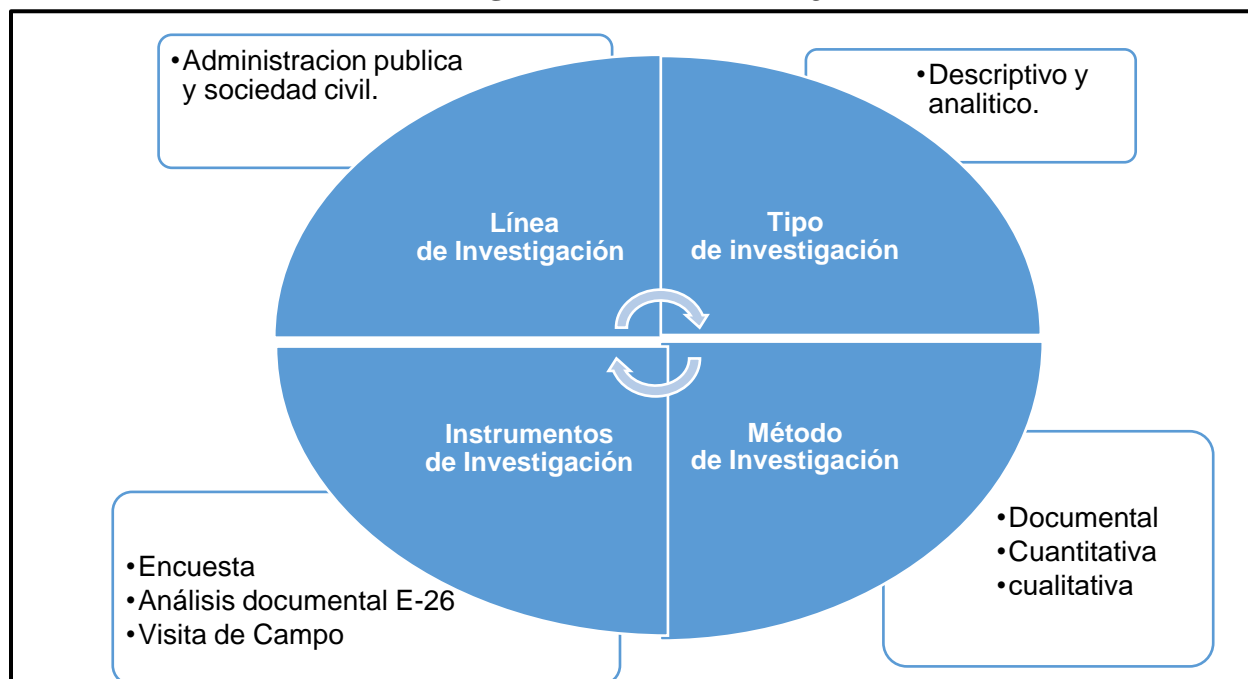 •Administracion publica
y sociedad civil.
•Descriptivo y
analitico.
Línea
de Investigación
Tipo
de investigación
Instrumentos
de Investigación
Método
de Investigación
•Encuesta
•Análisis documental E-26
•Visita de Campo
•Documental
•Cuantitativa
•cualitativa